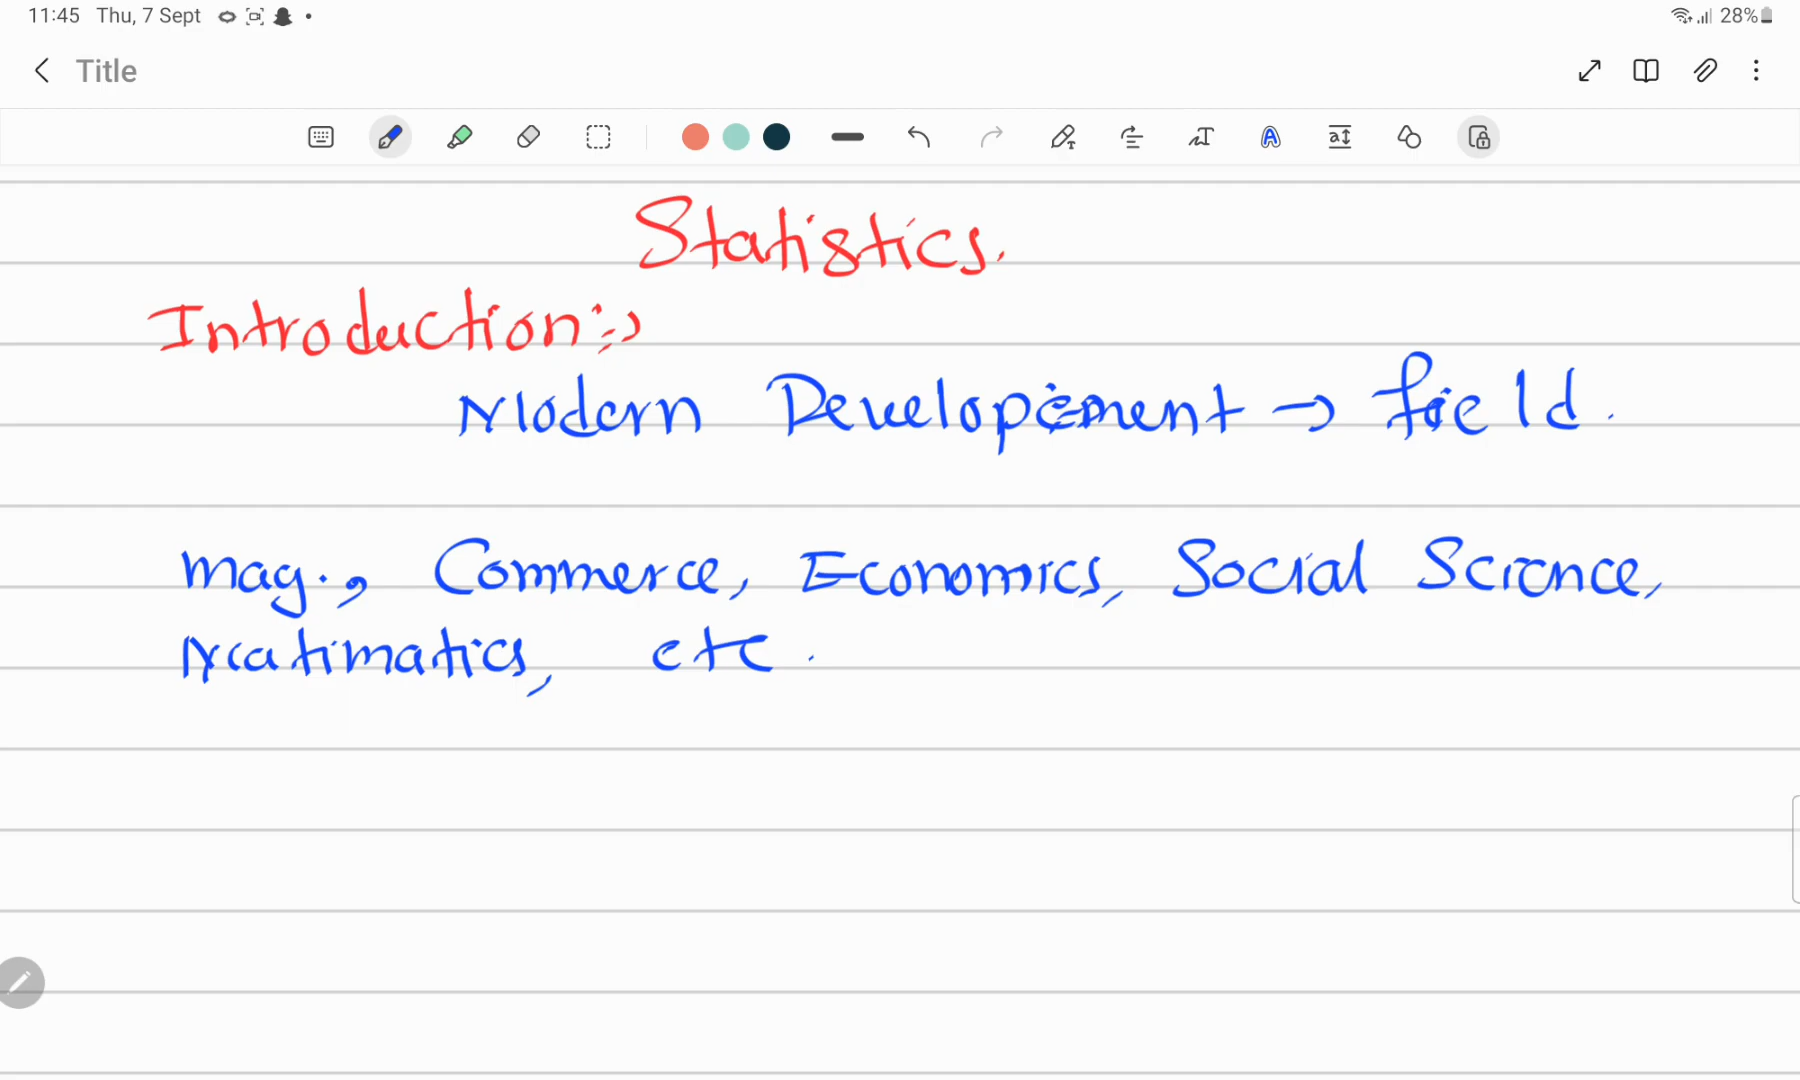 11:45 Thu, 7 Sept 28%
Title
Statistics.
Introduction:→
Modern Developement → field.
mag., Commerce, Economics, Social Science,
Matimatics, etc.